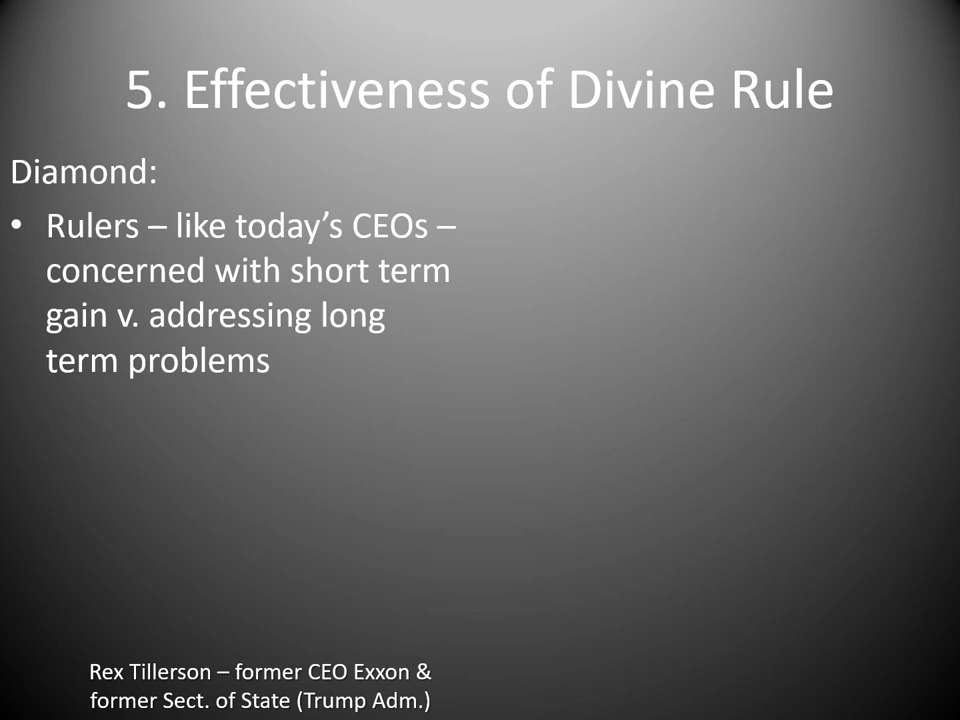 5. Effectiveness of Divine Rule
Diamond:
• Rulers – like today’s CEOs –
concerned with short term
gain v. addressing long
term problems
Rex Tillerson – former CEO Exxon &
former Sect. of State (Trump Adm.)